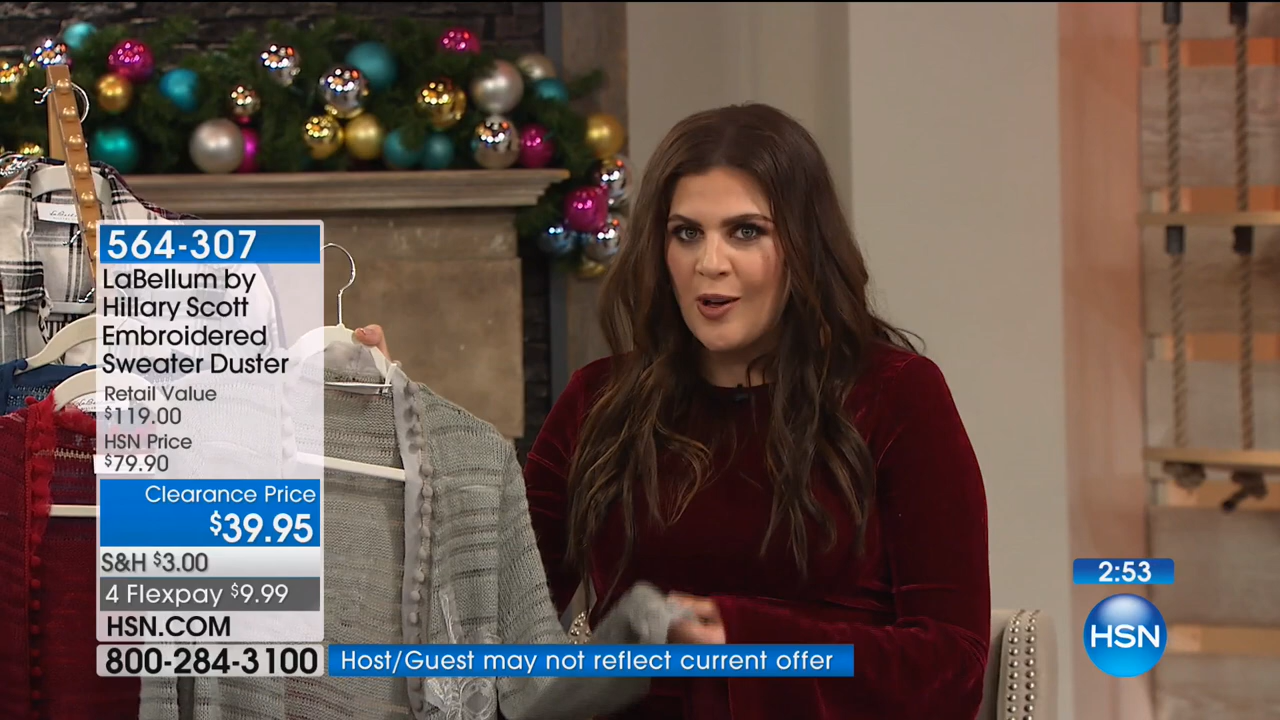 564-307
LaBellum by
Hillary Scott
Embroidered
Sweater Duster
Retail Value
$119.00
HSN Price
$79.90
Clearance Price
$39.95
S&H $3.00
4 Flexpay $9.99
HSN.COM
800-284-3100
Host/Guest may not reflect current offer
2:53
HSN